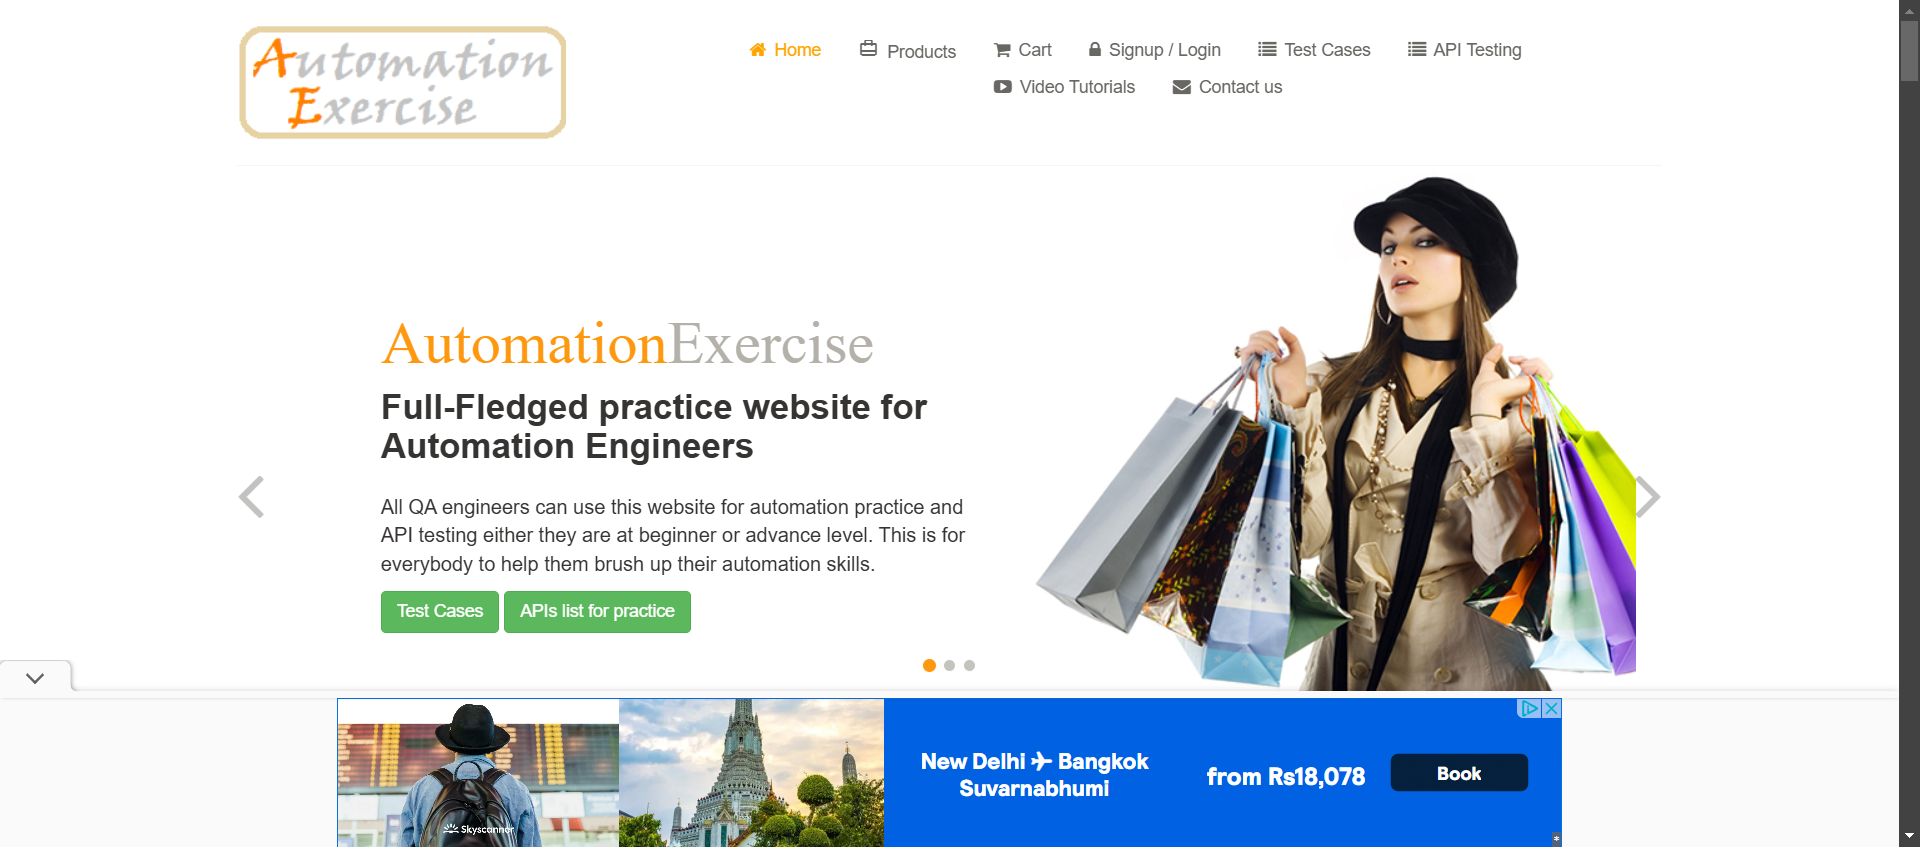 Automation
Exercise
Home
Products
Cart
Signup / Login
Test Cases
API Testing
Video Tutorials
Contact us
AutomationExercise
Full-Fledged practice website for
Automation Engineers
All QA engineers can use this website for automation practice and
API testing either they are at beginner or advance level. This is for
everybody to help them brush up their automation skills.
Test Cases
APIs list for practice
Skyscanner
New Delhi ✈ Bangkok
Suvarnabhumi
from Rs18,078
Book